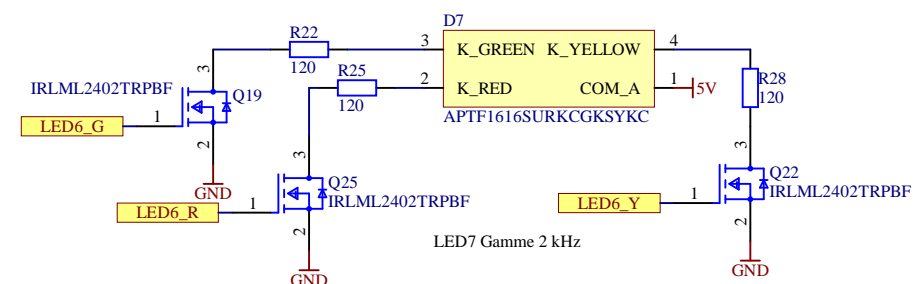 D7
R22
3
K_GREEN
K_YELLOW
4
120
R25
2
K_RED
COM_A
1
5V
R28
120
120
APTF1616SURKCGKSYKC
3
IRLML2402TRPBF
Q19
LED6_G
1
2
GND
3
Q25
IRLML2402TRPBF
LED6_R
1
2
GND
3
Q22
IRLML2402TRPBF
LED6_Y
1
2
GND
LED7 Gamme 2 kHz